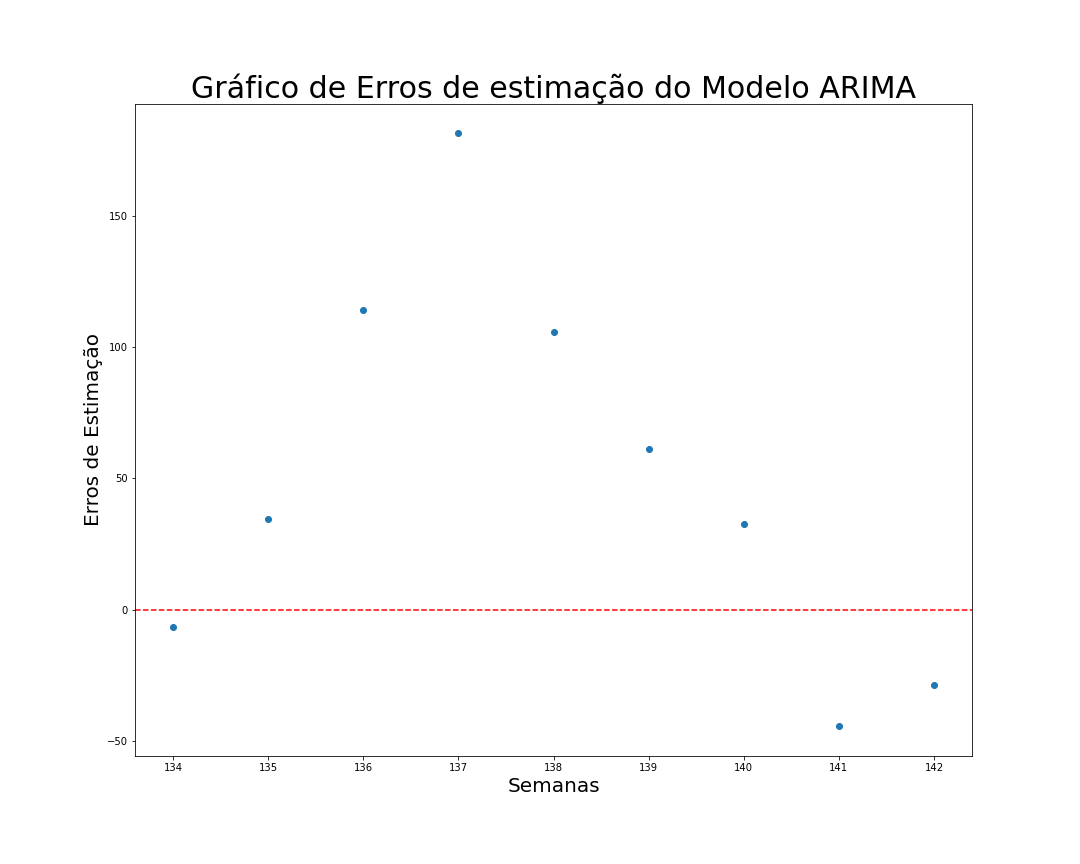 Gráfico de Erros de estimação do Modelo ARIMA
Erros de Estimação
150
100
50
0
−50
134 135 136 137 138 139 140 141 142
Semanas